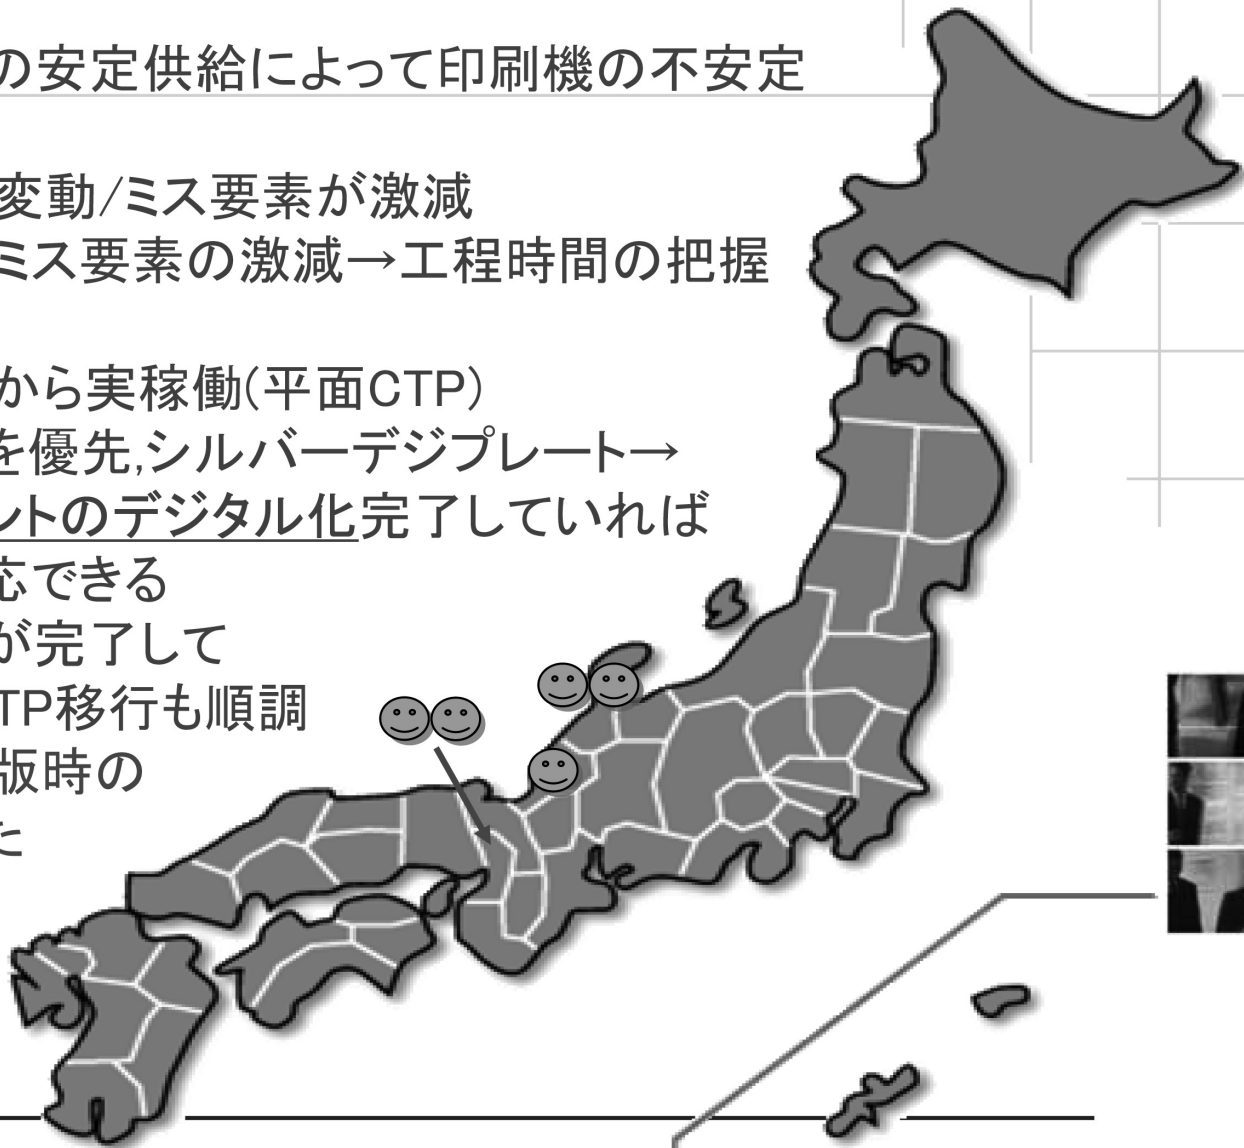 の安定供給によって印刷機の不安定
変動/ミス要素が激減
ミス要素の激減→工程時間の把握
から実稼働(平面CTP)
を優先,シルバーデジプレート→
ントのデジタル化完了していれば
応できる
が完了して
TP移行も順調
版時の
た